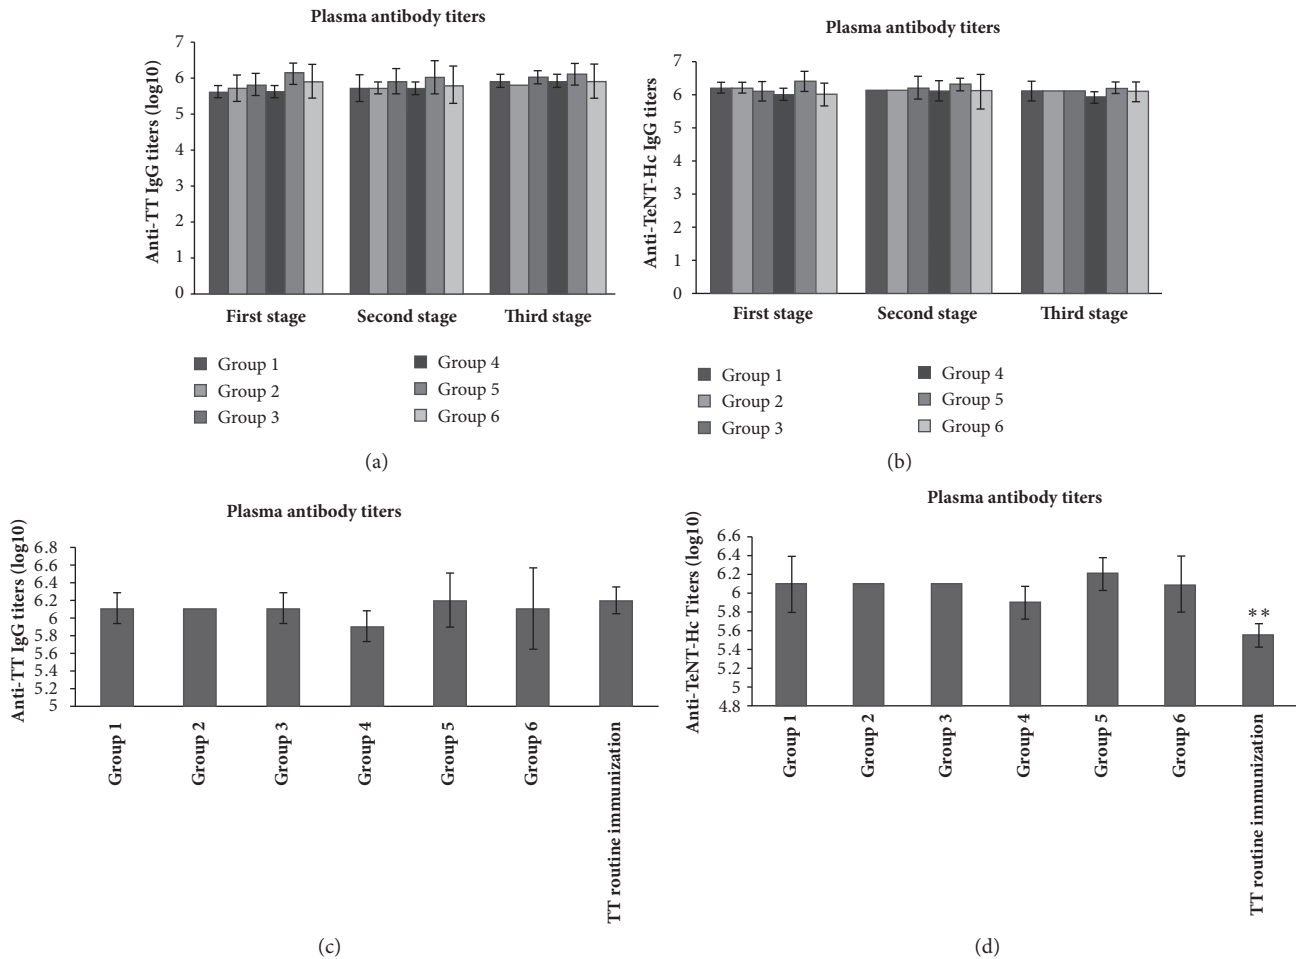 Plasma antibody titers
Anti-TT IgG titers (log10)
7
6
5
4
3
2
1
0
First stage
Second stage
Third stage
Group 1
Group 2
Group 3
Group 4
Group 5
Group 6
(a)
Plasma antibody titers
Anti-TeNT-Hc IgG titers
7
6
5
4
3
2
1
0
First stage
Second stage
Third stage
Group 1
Group 2
Group 3
Group 4
Group 5
Group 6
(b)
Plasma antibody titers
Anti-TT IgG titers (log10)
6.8
6.6
6.4
6.2
6
5.8
5.6
5.4
5.2
5
Group 1
Group 2
Group 3
Group 4
Group 5
Group 6
TT routine immunization
(c)
Plasma antibody titers
Anti-TeNT-Hc Titers (log10)
6.6
6.4
6.2
6
5.8
5.6
5.4
5.2
5
4.8
**
Group 1
Group 2
Group 3
Group 4
Group 5
Group 6
TT routine immunization
(d)